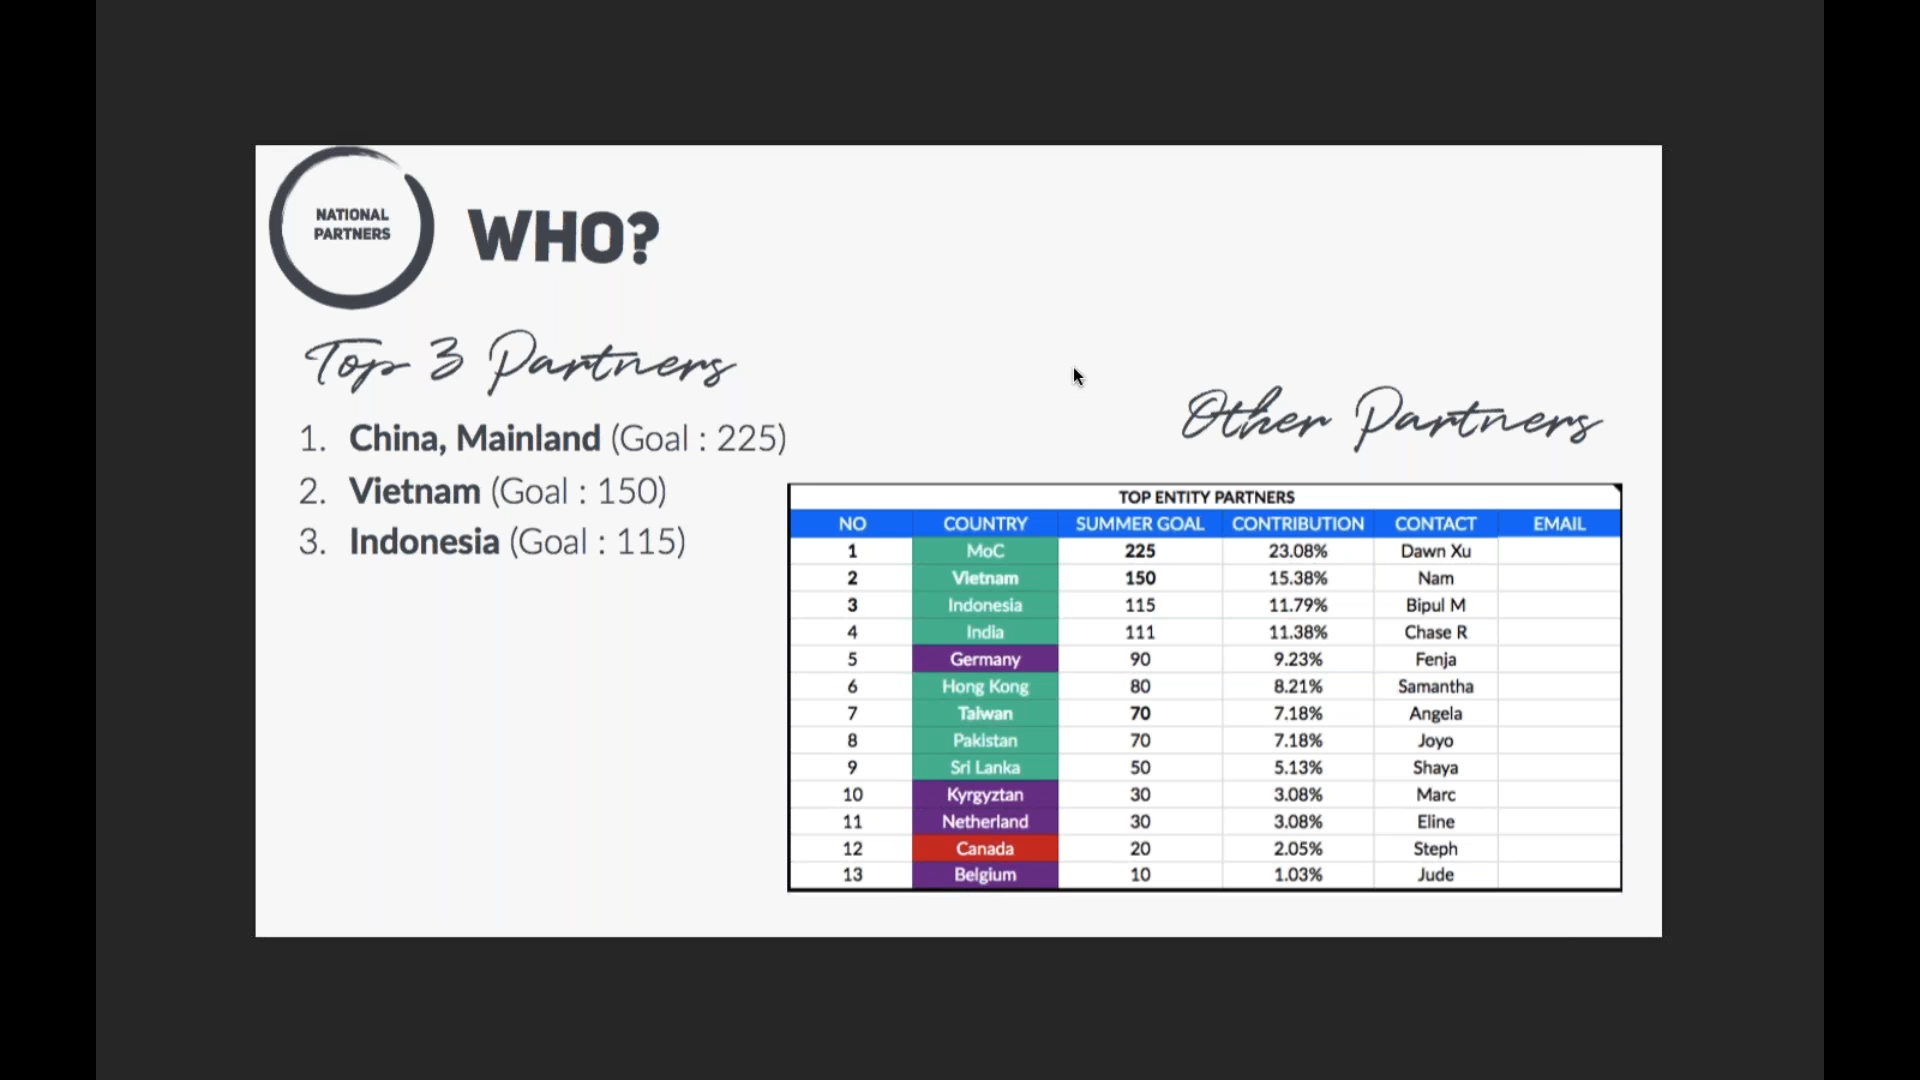 NATIONAL
PARTNERS
WHO?
Top 3 Partners
1. China, Mainland (Goal : 225)
2. Vietnam (Goal : 150)
3. Indonesia (Goal : 115)
Other Partners
TOP ENTITY PARTNERS
NO COUNTRY SUMMER GOAL CONTRIBUTION CONTACT EMAIL
1 MoC 225 23.08% Dawn Xu
2 Vietnam 150 15.38% Nam
3 Indonesia 115 11.79% Bipul M
4 India 111 11.38% Chase R
5 Germany 90 9.23% Fenja
6 Hong Kong 80 8.21% Samantha
7 Taiwan 70 7.18% Angela
8 Pakistan 70 7.18% Joyo
9 Sri Lanka 50 5.13% Shaya
10 Kyrgyztan 30 3.08% Marc
11 Netherland 30 3.08% Eline
12 Canada 20 2.05% Steph
13 Belgium 10 1.03% Jude